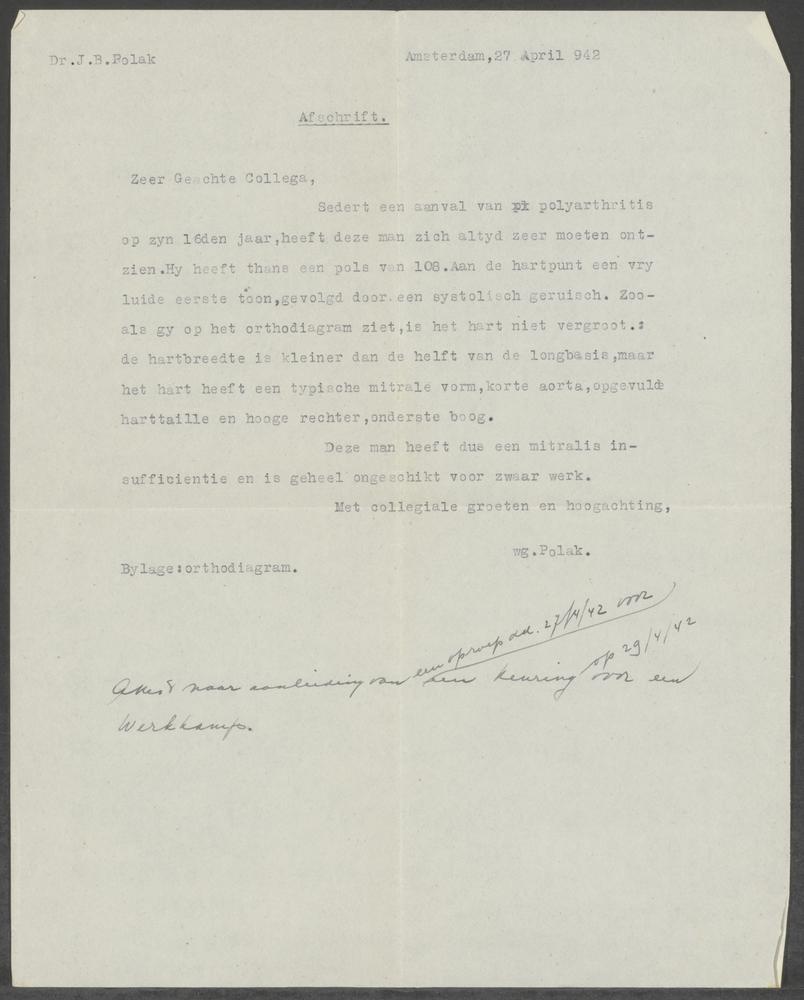 Dr.J.B.Polak
Amsterdam,27 April 942
Afschrift.
Zeer Geachte Collega,
Sedert een aanval van polyarthritis
op zyn 16den jaar,heeft deze man zich altyd zeer moeten ont-
zien.Hy heeft thans een pols van 108.Aan de hartpunt een vry
luide eerste toon,gevolgd door een systolisch geruisch. Zoo-
als gy op het orthodiagram ziet,is het hart niet vergroot.:
de hartbreedte is kleiner dan de helft van de longbasis,maar
het hart heeft een typische mitrale vorm,korte aorta,opgevulde
harttaille en hooge rechter,onderste boog.
Deze man heeft dus een mitralis in-
sufficientie en is geheel ongeschikt voor zwaar werk.
Met collegiale groeten en hoogachting,
wg.Polak.
Bylage:orthodiagram.
een oproep dd. 27/4/42 voor
naar aanleiding van een keuring op 29/4/42 voor een
Werkkamp.